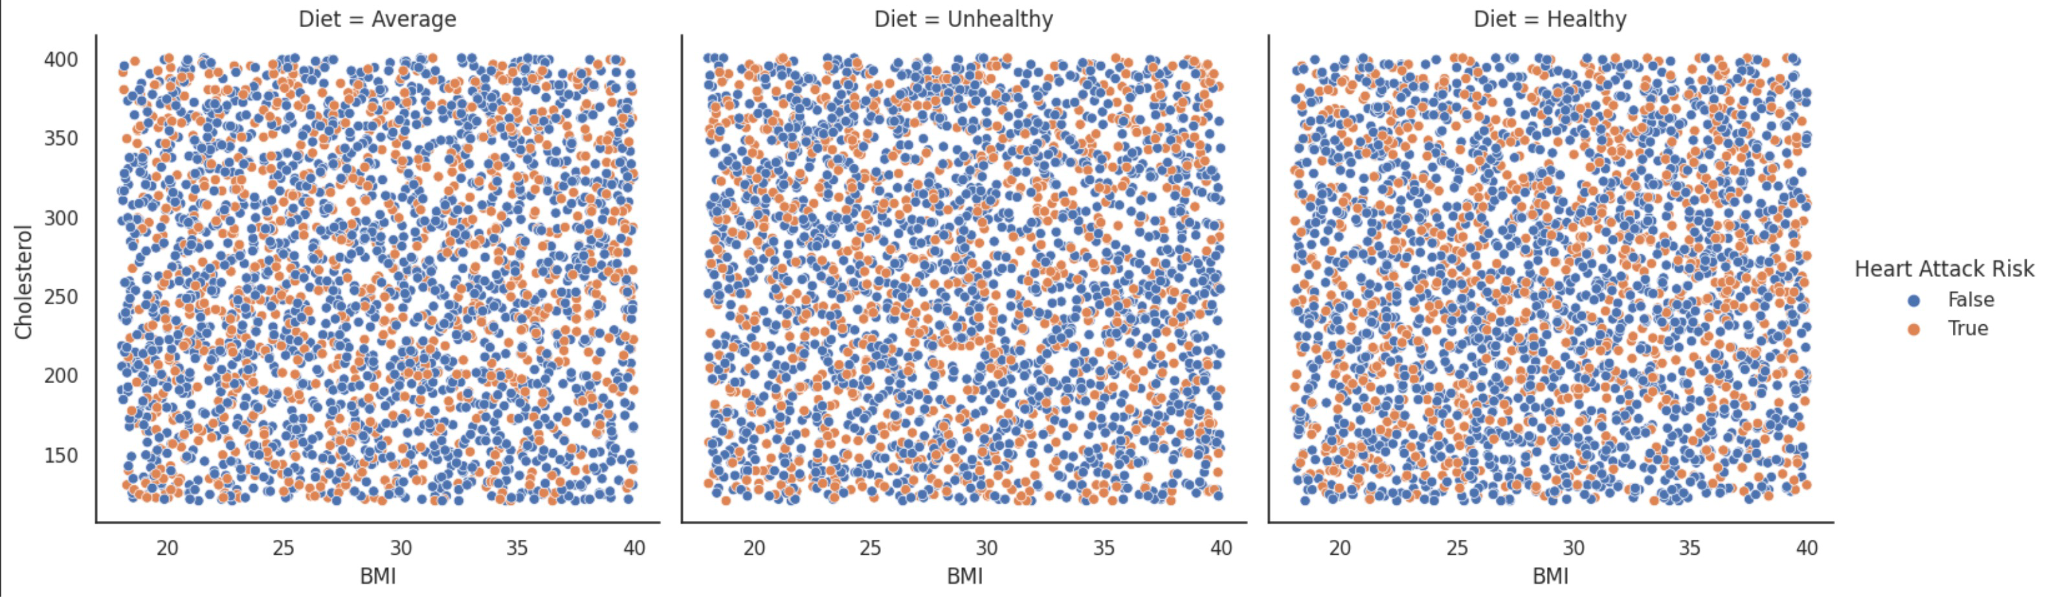 Diet = Average
Diet = Unhealthy
Diet = Healthy
400
350
300
250
200
150
Cholesterol
20 25 30 35 40
20 25 30 35 40
20 25 30 35 40
BMI
BMI
BMI
Heart Attack Risk
False
True